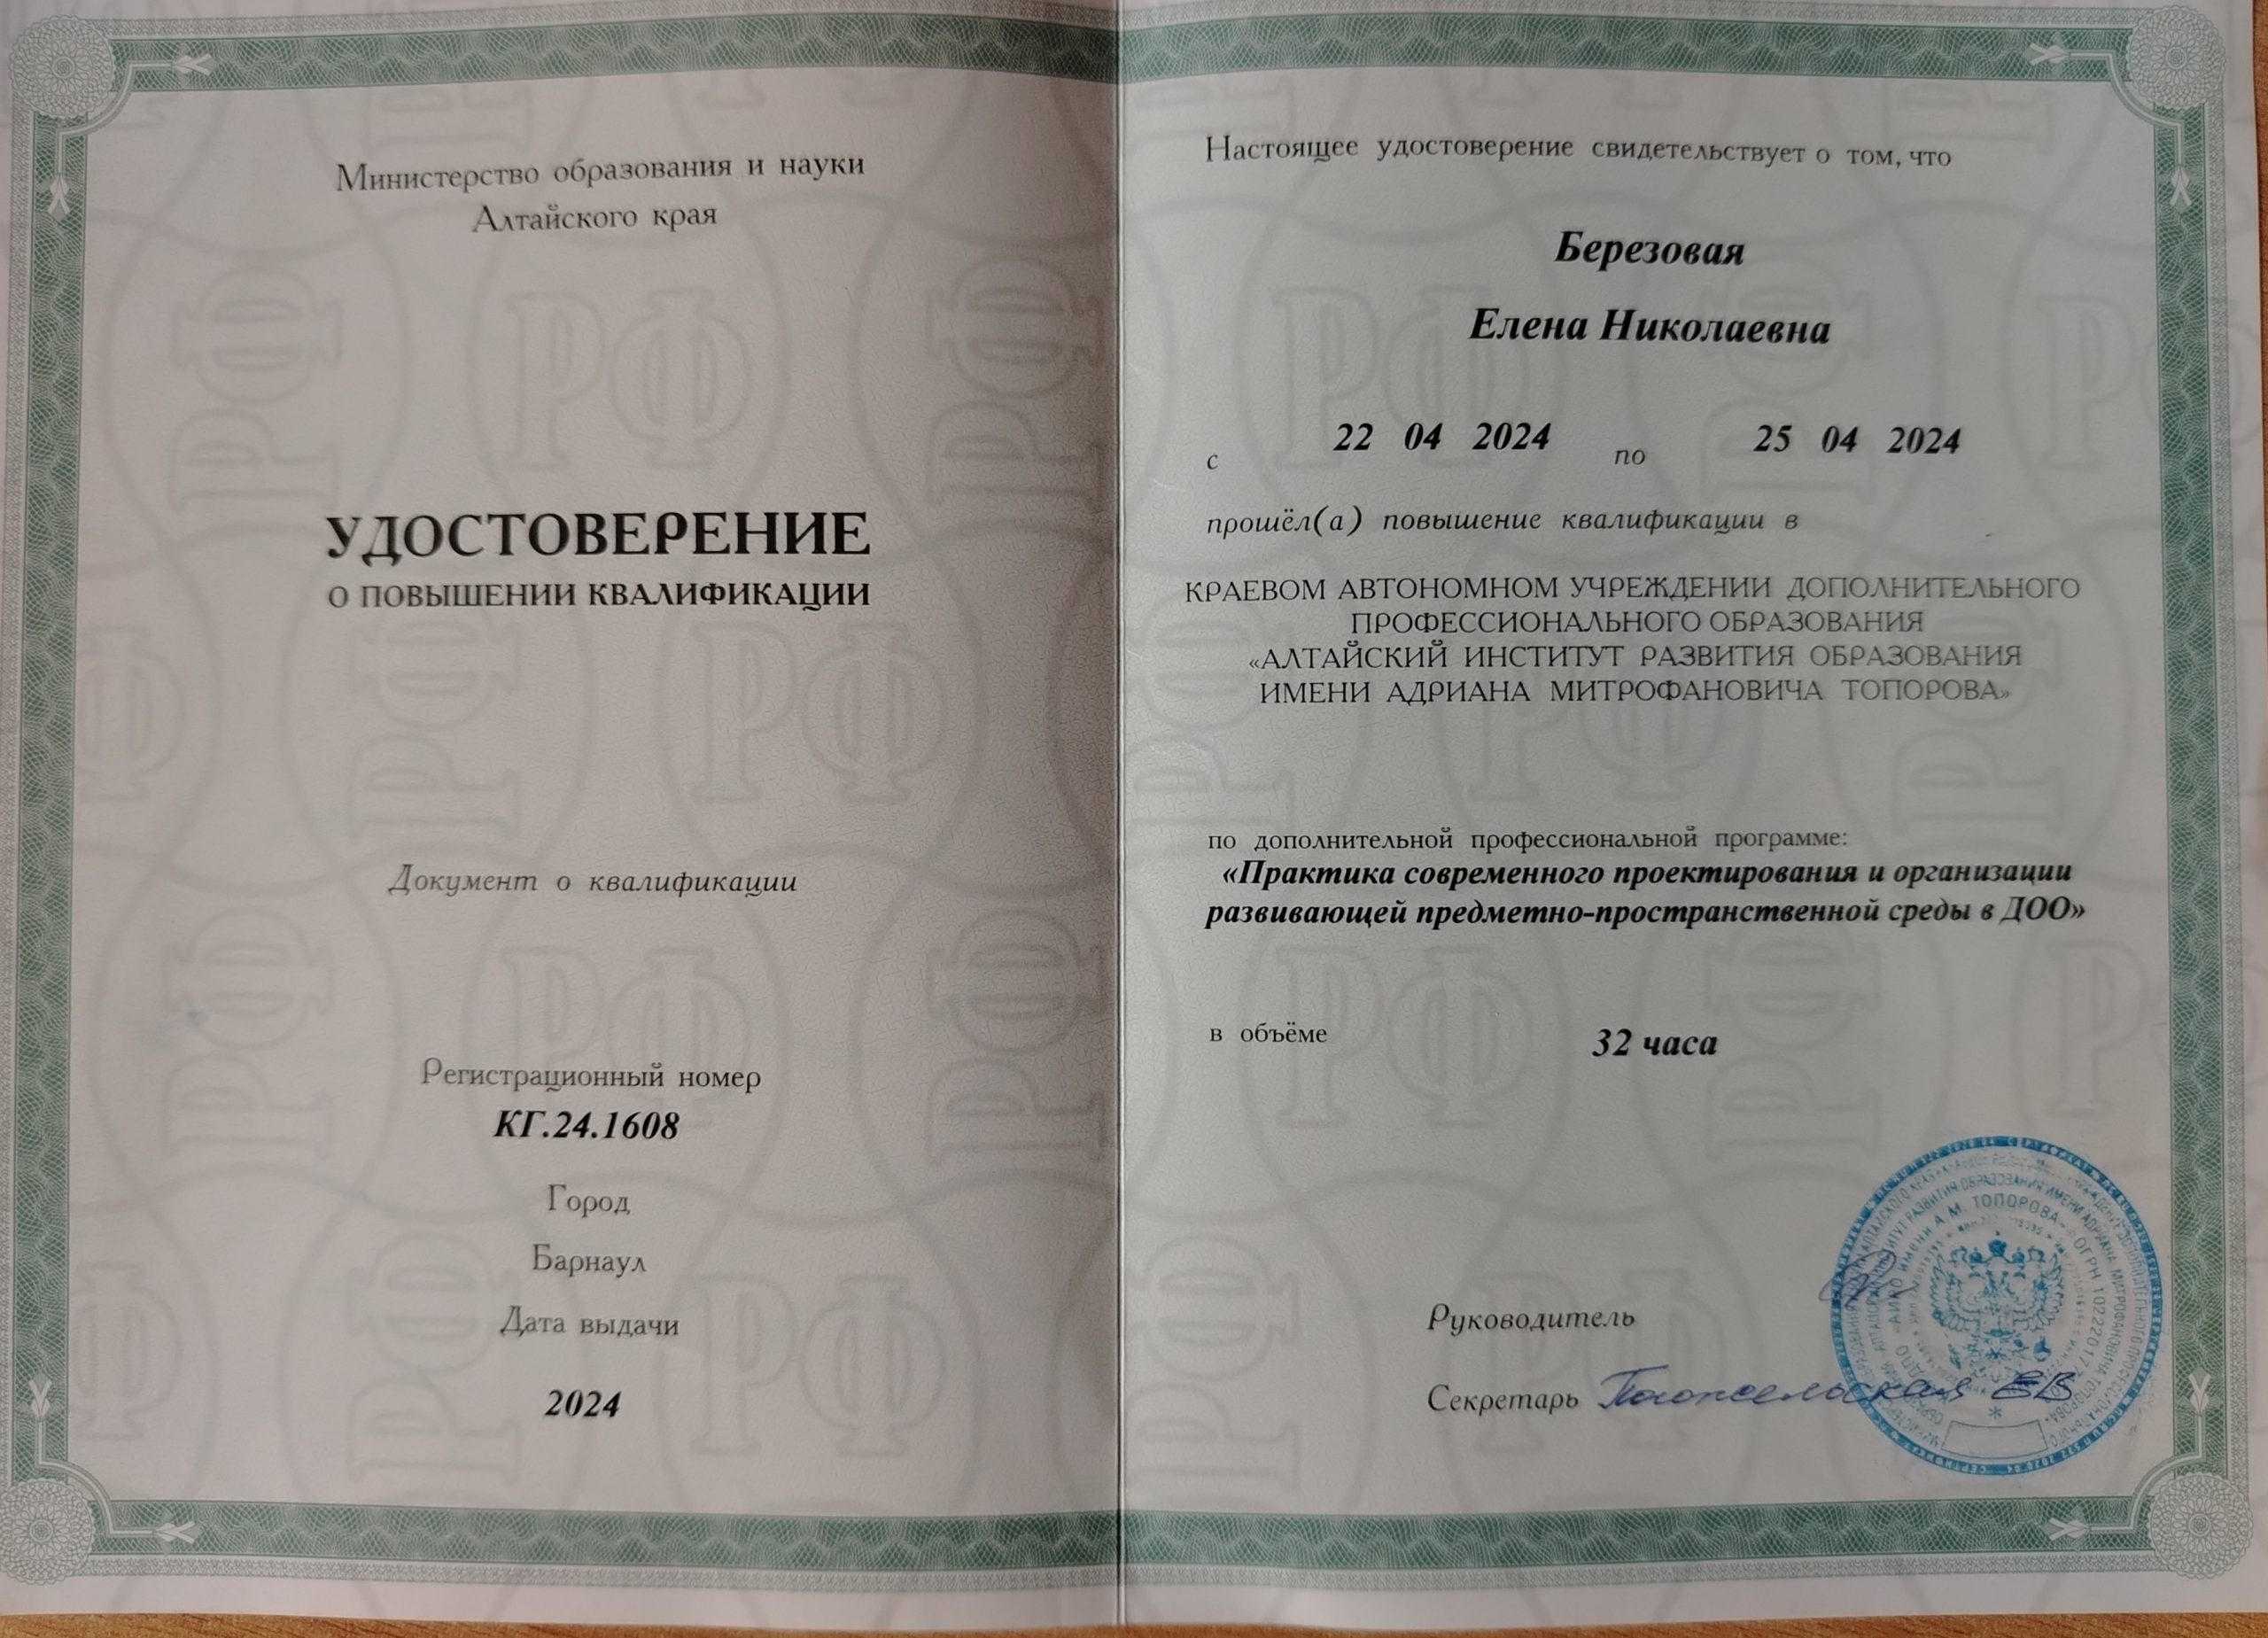 Министерство образования и науки
Алтайского края
УДОСТОВЕРЕНИЕ
О ПОВЫШЕНИИ КВАЛИФИКАЦИИ
Документ о квалификации
Регистрационный номер
КГ.24.1608
Город
Барнаул
Дата выдачи
2024
Настоящее удостоверение свидетельствует о том, что
Березовая
Елена Николаевна
с 22 04 2024 по 25 04 2024
прошёл(а) повышение квалификации в
КРАЕВОМ АВТОНОМНОМ УЧРЕЖДЕНИИ ДОПОЛНИТЕЛЬНОГО
ПРОФЕССИОНАЛЬНОГО ОБРАЗОВАНИЯ
«АЛТАЙСКИЙ ИНСТИТУТ РАЗВИТИЯ ОБРАЗОВАНИЯ
ИМЕНИ АДРИАНА МИТРОФАНОВИЧА ТОПОРОВА»
по дополнительной профессиональной программе:
«Практика современного проектирования и организации
развивающей предметно-пространственной среды в ДОО»
в объёме 32 часа
Руководитель
Секретарь